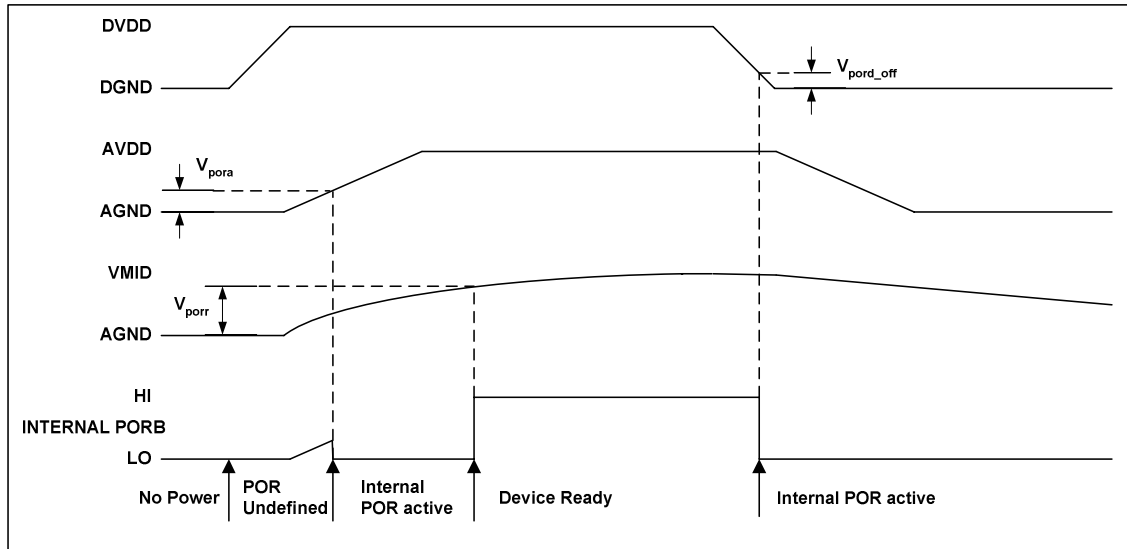 DVDD
V_pord_off
DGND
AVDD
V_pora
AGND
VMID
V_porr
AGND
HI
INTERNAL PORB
LO
No Power
POR
Undefined
Internal
POR active
Device Ready
Internal POR active